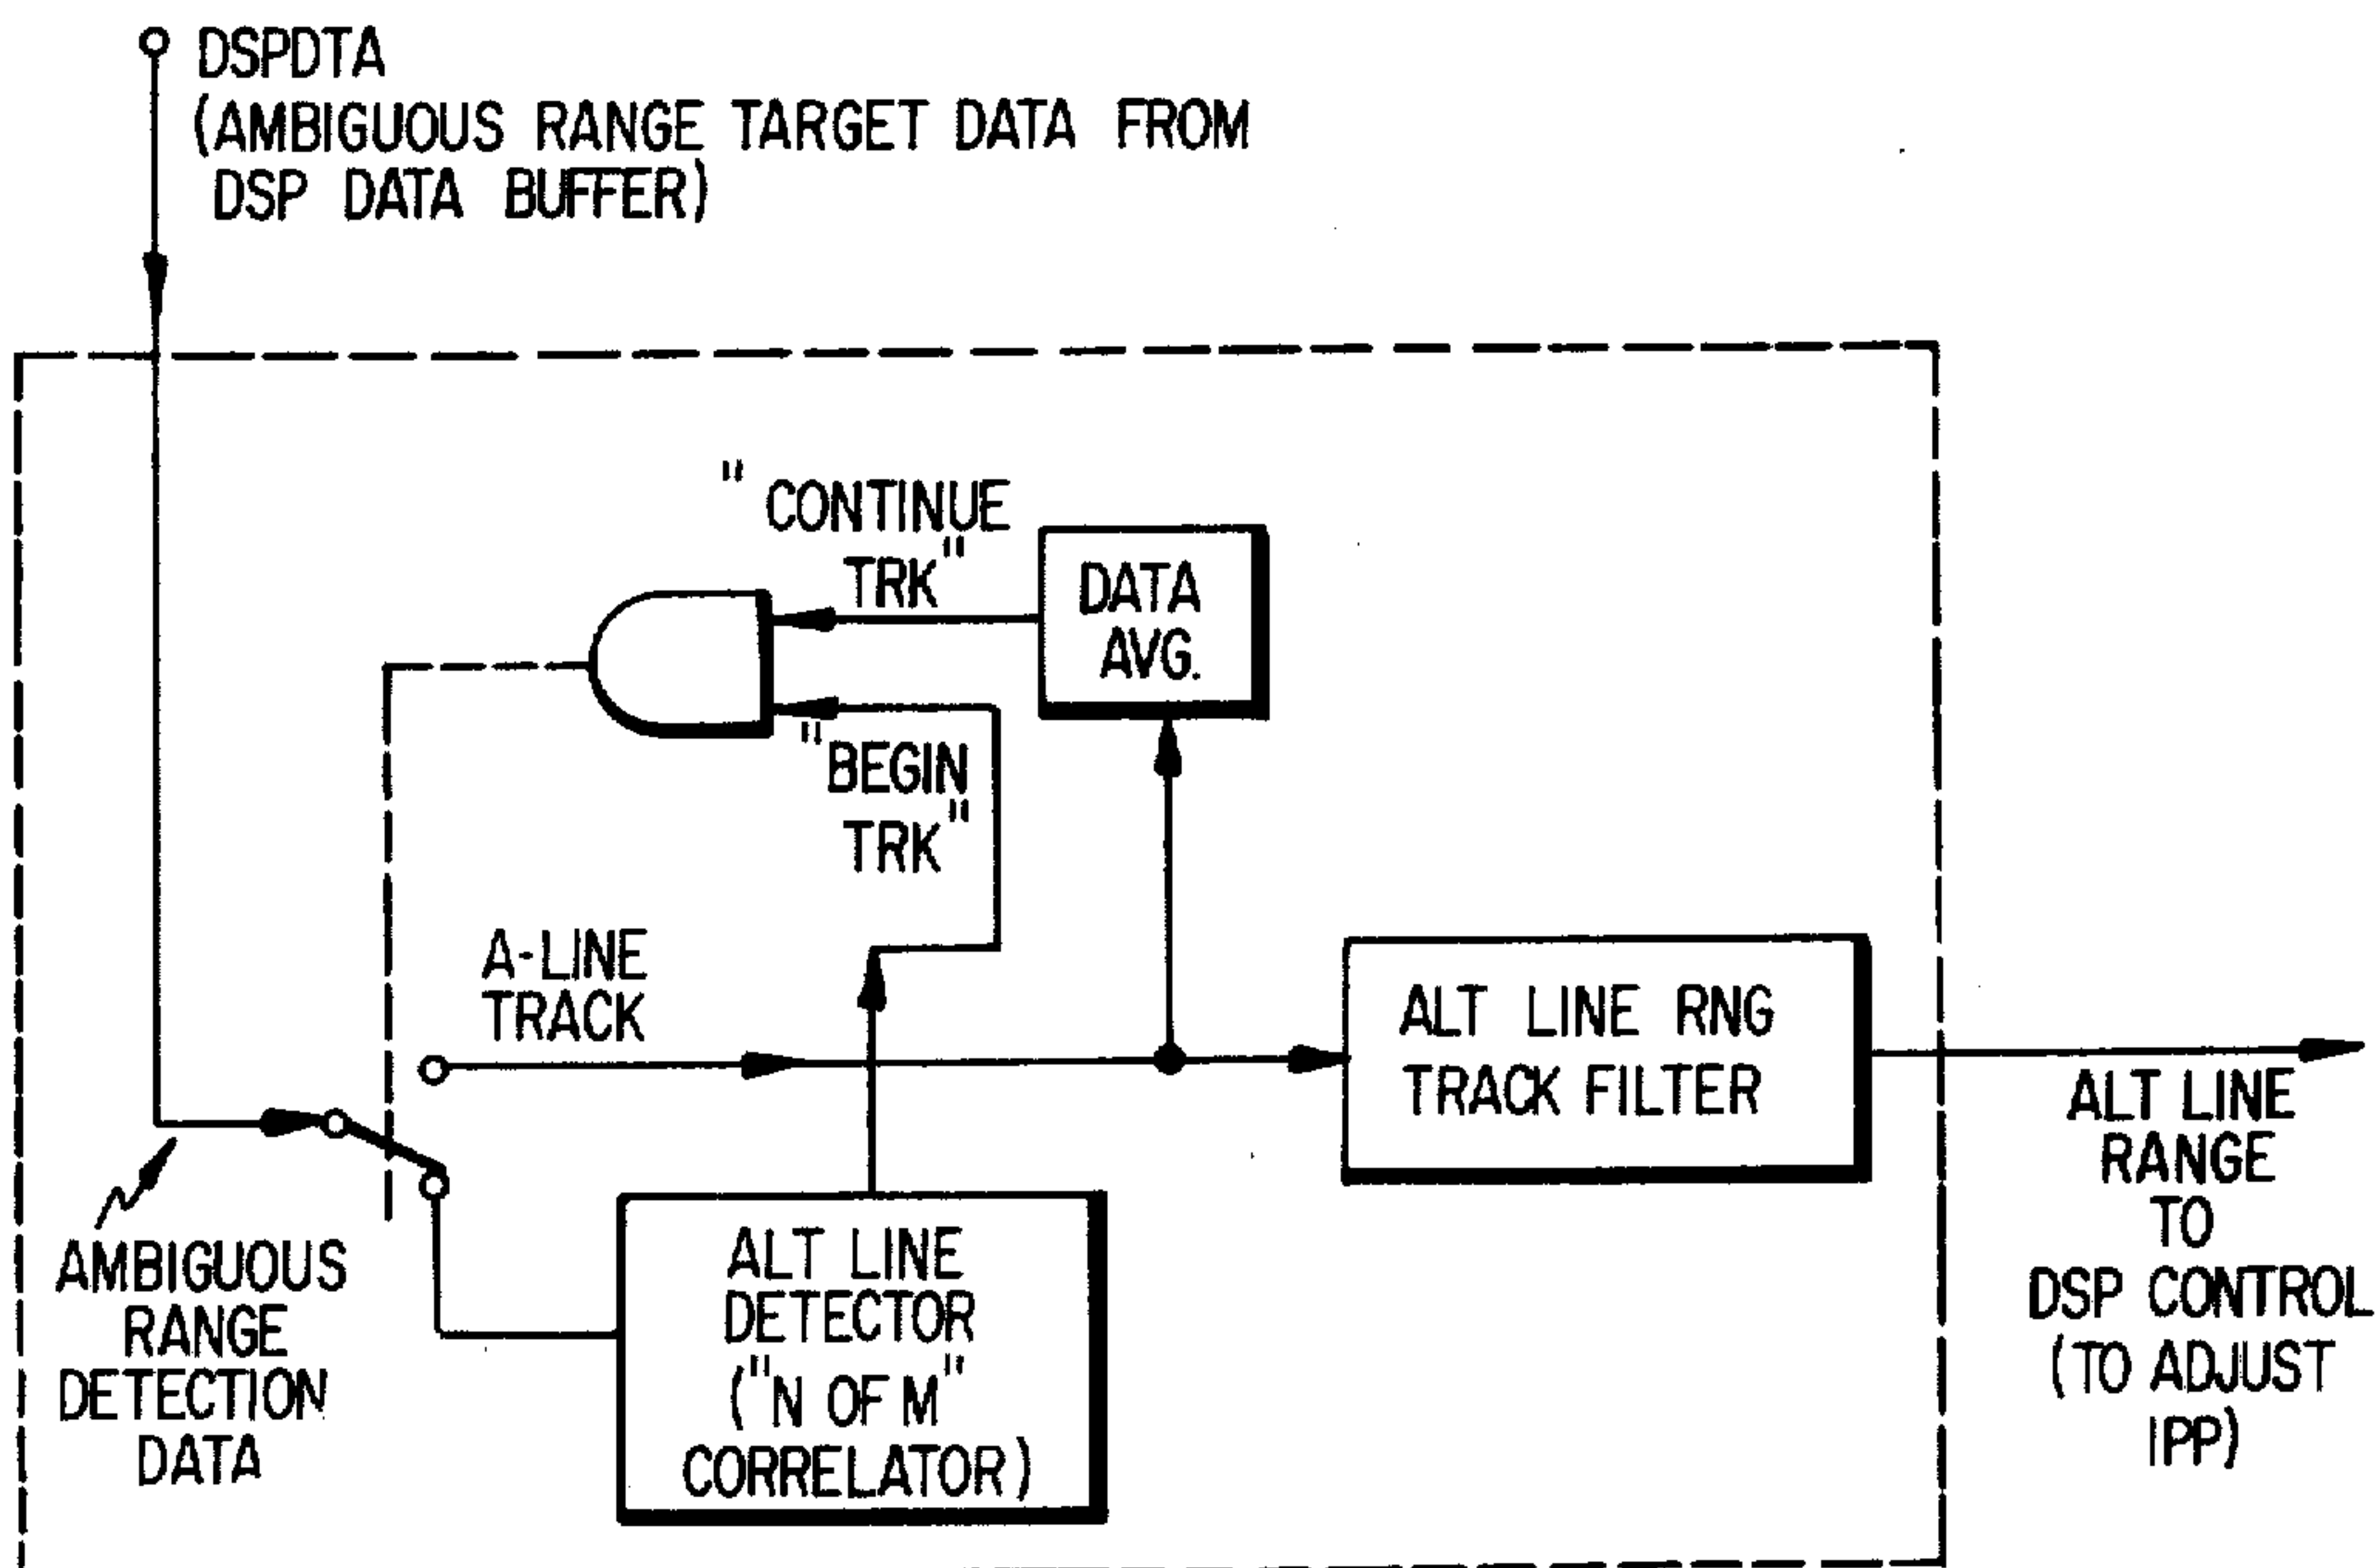 DSPDTA
(AMBIGUOUS RANGE TARGET DATA FROM
DSP DATA BUFFER)
"CONTINUE
TRK"
DATA
AVG.
"BEGIN
TRK"
A-LINE
TRACK
ALT LINE RNG
TRACK FILTER
ALT LINE
RANGE
TO
DSP CONTROL
(TO ADJUST
IPP)
AMBIGUOUS
RANGE
DETECTION
DATA
ALT LINE
DETECTOR
("N OF M"
CORRELATOR)